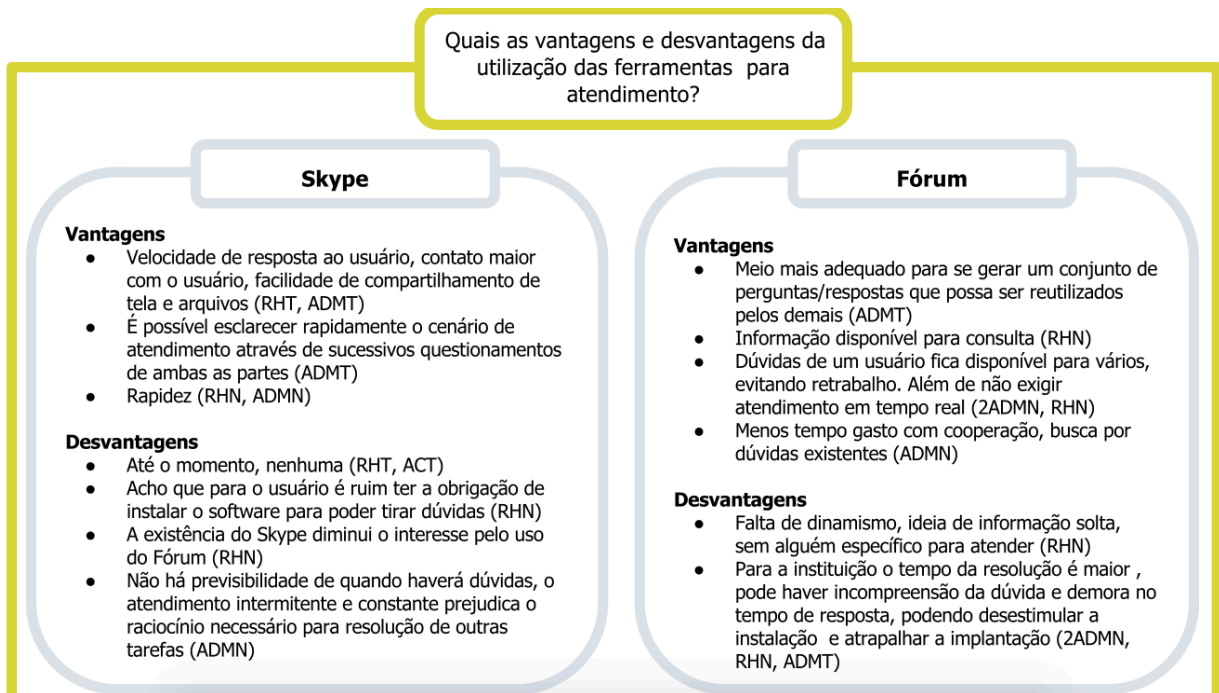 Quais as vantagens e desvantagens da
utilização das ferramentas para
atendimento?
Skype
Vantagens
● Velocidade de resposta ao usuário, contato maior
com o usuário, facilidade de compartilhamento de
tela e arquivos (RHT, ADMT)
● É possível esclarecer rapidamente o cenário de
atendimento através de sucessivos questionamentos
de ambas as partes (ADMT)
● Rapidez (RHN, ADMN)
Desvantagens
● Até o momento, nenhuma (RHT, ACT)
● Acho que para o usuário é ruim ter a obrigação de
instalar o software para poder tirar dúvidas (RHN)
● A existência do Skype diminui o interesse pelo uso
do Fórum (RHN)
● Não há previsibilidade de quando haverá dúvidas, o
atendimento intermitente e constante prejudica o
raciocínio necessário para resolução de outras
tarefas (ADMN)
Fórum
Vantagens
● Meio mais adequado para se gerar um conjunto de
perguntas/respostas que possa ser reutilizados
pelos demais (ADMT)
● Informação disponível para consulta (RHN)
● Dúvidas de um usuário fica disponível para vários,
evitando retrabalho. Além de não exigir
atendimento em tempo real (2ADMN, RHN)
● Menos tempo gasto com cooperação, busca por
dúvidas existentes (ADMN)
Desvantagens
● Falta de dinamismo, ideia de informação solta,
sem alguém específico para atender (RHN)
● Para a instituição o tempo da resolução é maior ,
pode haver incompreensão da dúvida e demora no
tempo de resposta, podendo desestimular a
instalação e atrapalhar a implantação (2ADMN,
RHN, ADMT)